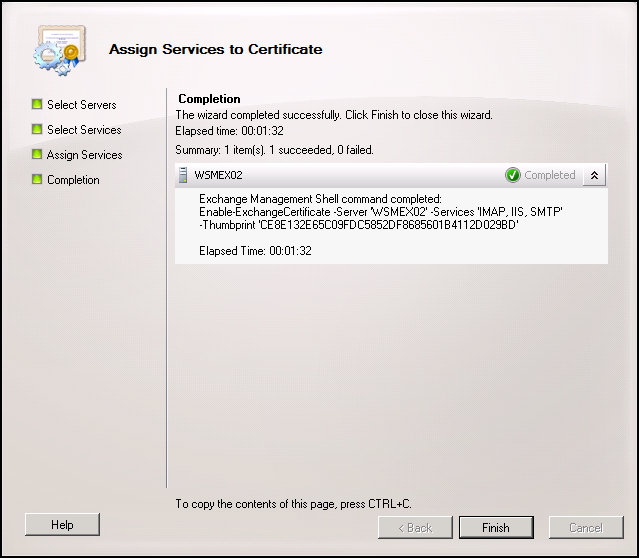 Assign Services to Certificate
Select Servers
Select Services
Assign Services
Completion
Completion
The wizard completed successfully. Click Finish to close this wizard.
Elapsed time: 00:01:32
Summary: 1 item(s). 1 succeeded, 0 failed.
WSMEX02
Completed
Exchange Management Shell command completed:
Enable-ExchangeCertificate -Server 'WSMEX02' -Services 'IMAP, IIS, SMTP'
-Thumbprint 'CE8E132E65C09FDC5852DF8685601B4112D029BD'
Elapsed Time: 00:01:32
To copy the contents of this page, press CTRL+C.
Help
< Back
Finish
Cancel